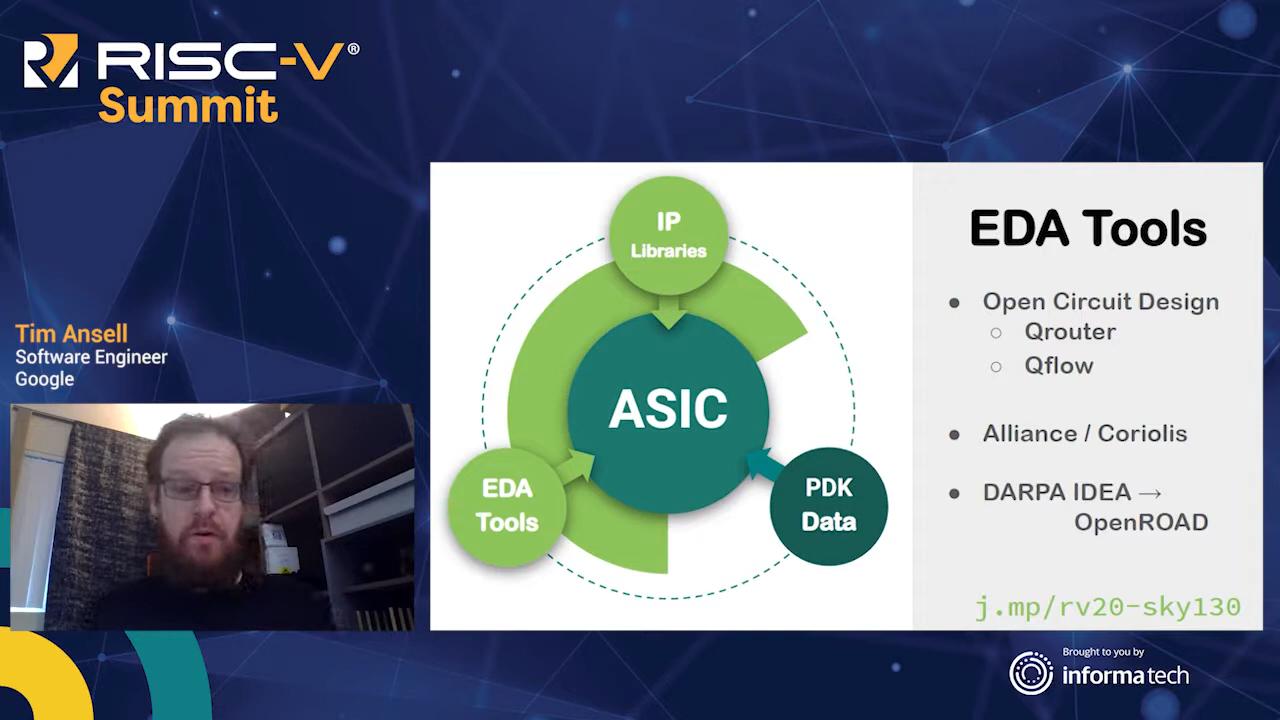 RISC-V®
Summit
Tim Ansell
Software Engineer
Google
IP
Libraries
ASIC
EDA
Tools
PDK
Data
EDA Tools
● Open Circuit Design
○ Qrouter
○ Qflow
● Alliance / Coriolis
● DARPA IDEA →
OpenROAD
j.mp/rv20-sky130
Brought to you by
informa tech